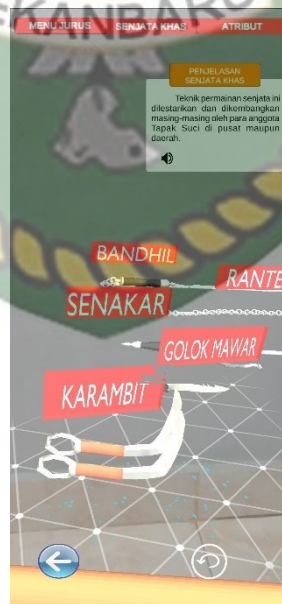 SKANBARU
MENU JURUS SENJATA KHAS ATRIBUT
PENJELASAN
SENJATA KHAS
Teknik permainan senjata ini
dilestarikan dan dikembangkan
masing-masing oleh para anggota
Tapak Suci di pusat maupun
daerah.
BANDHIL
RANTE
SENAKAR
GOLOK MAWAR
KARAMBIT